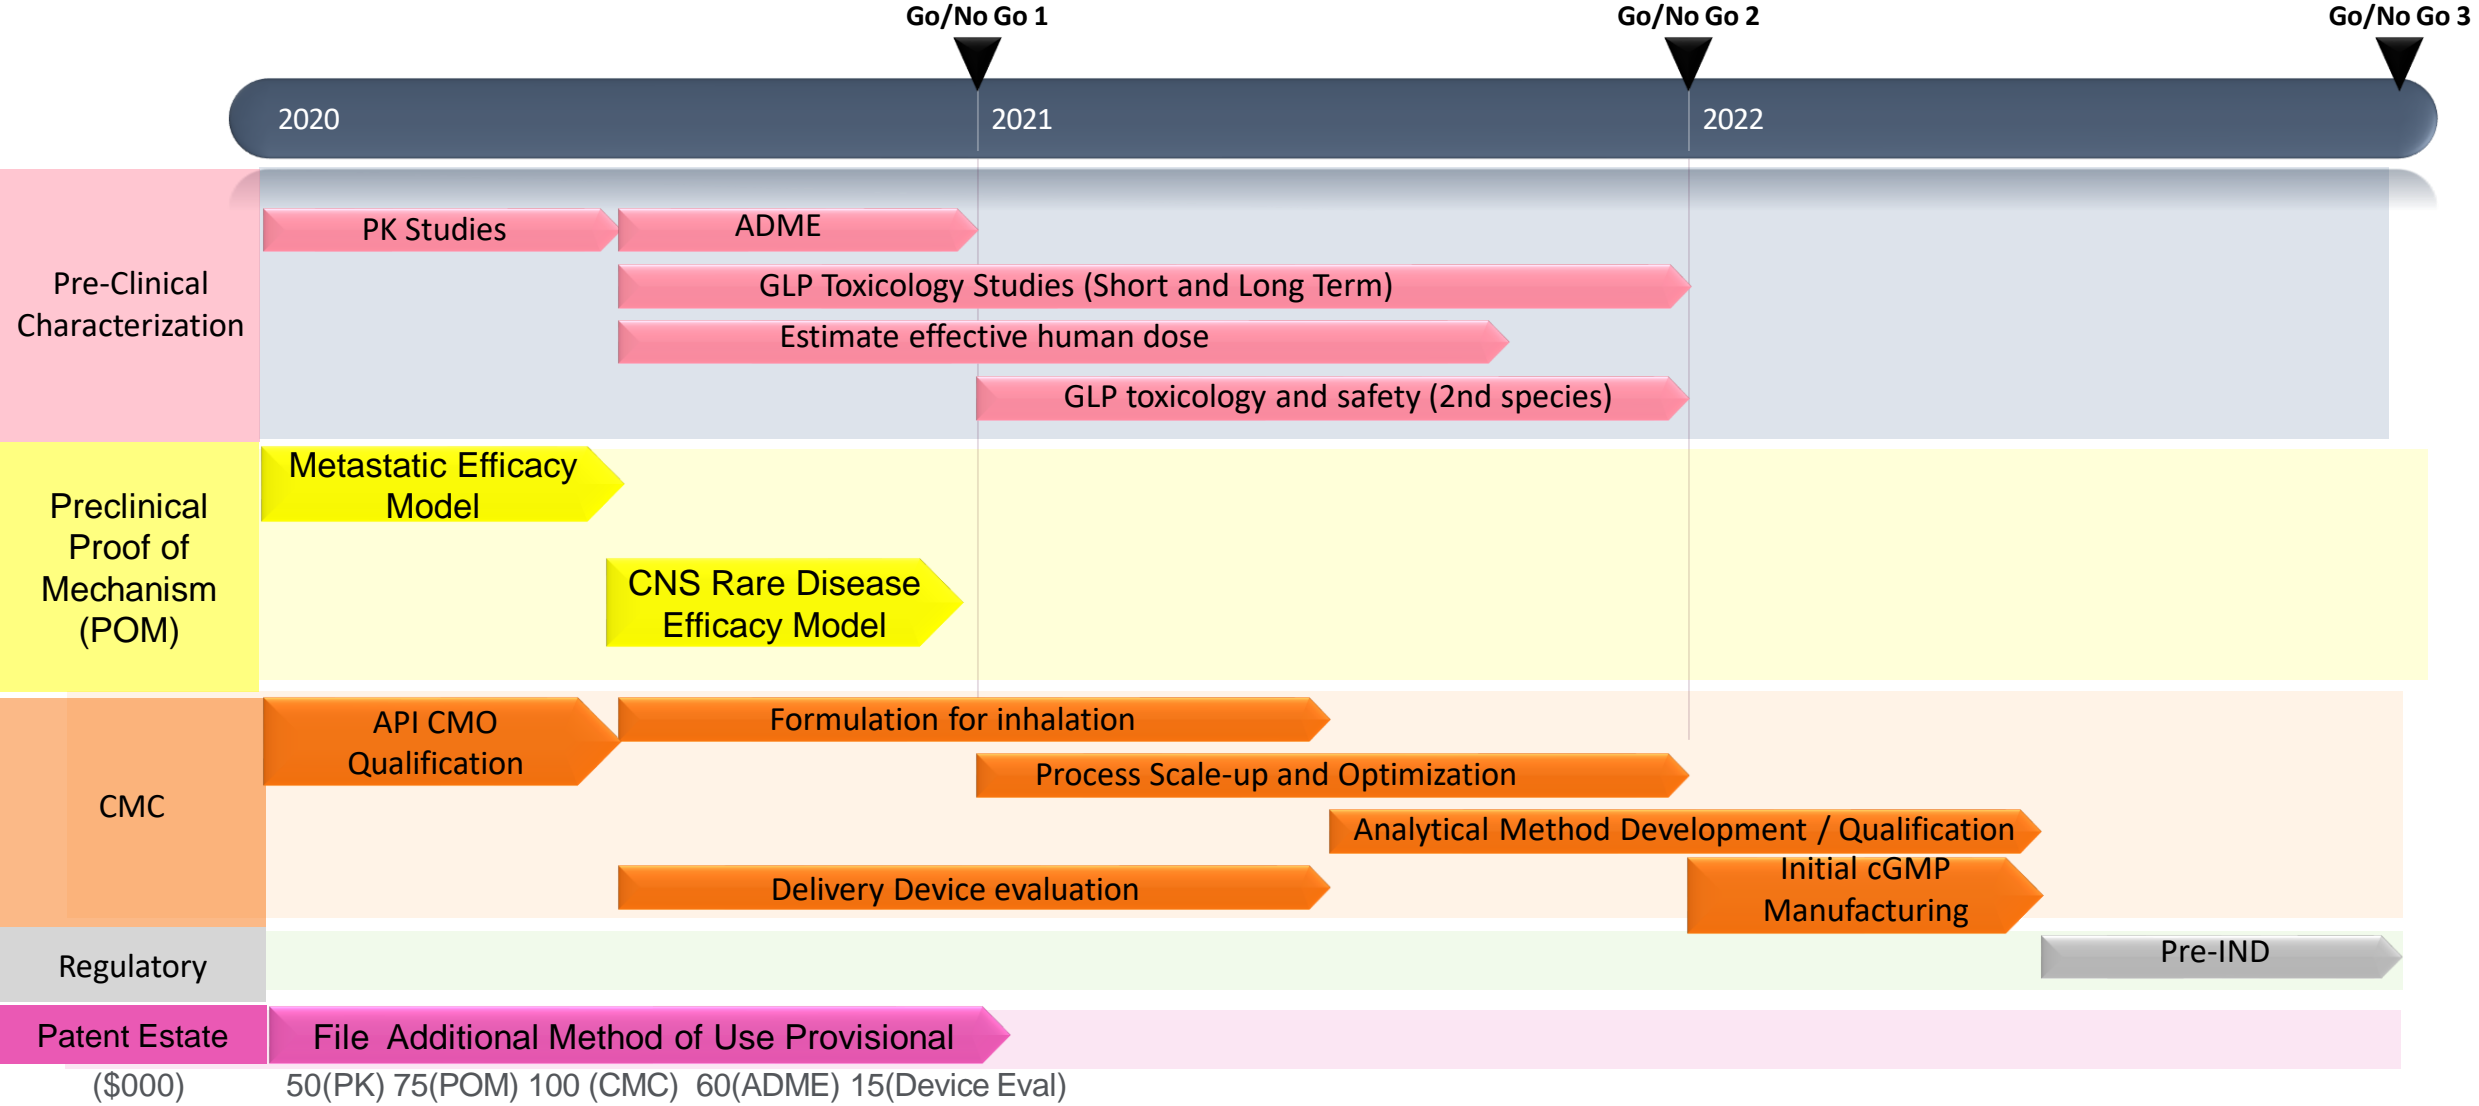 Go/No Go 1
Go/No Go 2
Go/No Go 3
2020
2021
2022
Pre-Clinical
Characterization
PK Studies
ADME
GLP Toxicology Studies (Short and Long Term)
Estimate effective human dose
GLP toxicology and safety (2nd species)
Preclinical
Proof of
Mechanism
(POM)
Metastatic Efficacy
Model
CNS Rare Disease
Efficacy Model
CMC
API CMO
Qualification
Formulation for inhalation
Process Scale-up and Optimization
Analytical Method Development / Qualification
Delivery Device evaluation
Initial cGMP
Manufacturing
Regulatory
Pre-IND
Patent Estate
File  Additional Method of Use Provisional
($000)
50(PK) 75(POM) 100 (CMC)  60(ADME) 15(Device Eval)